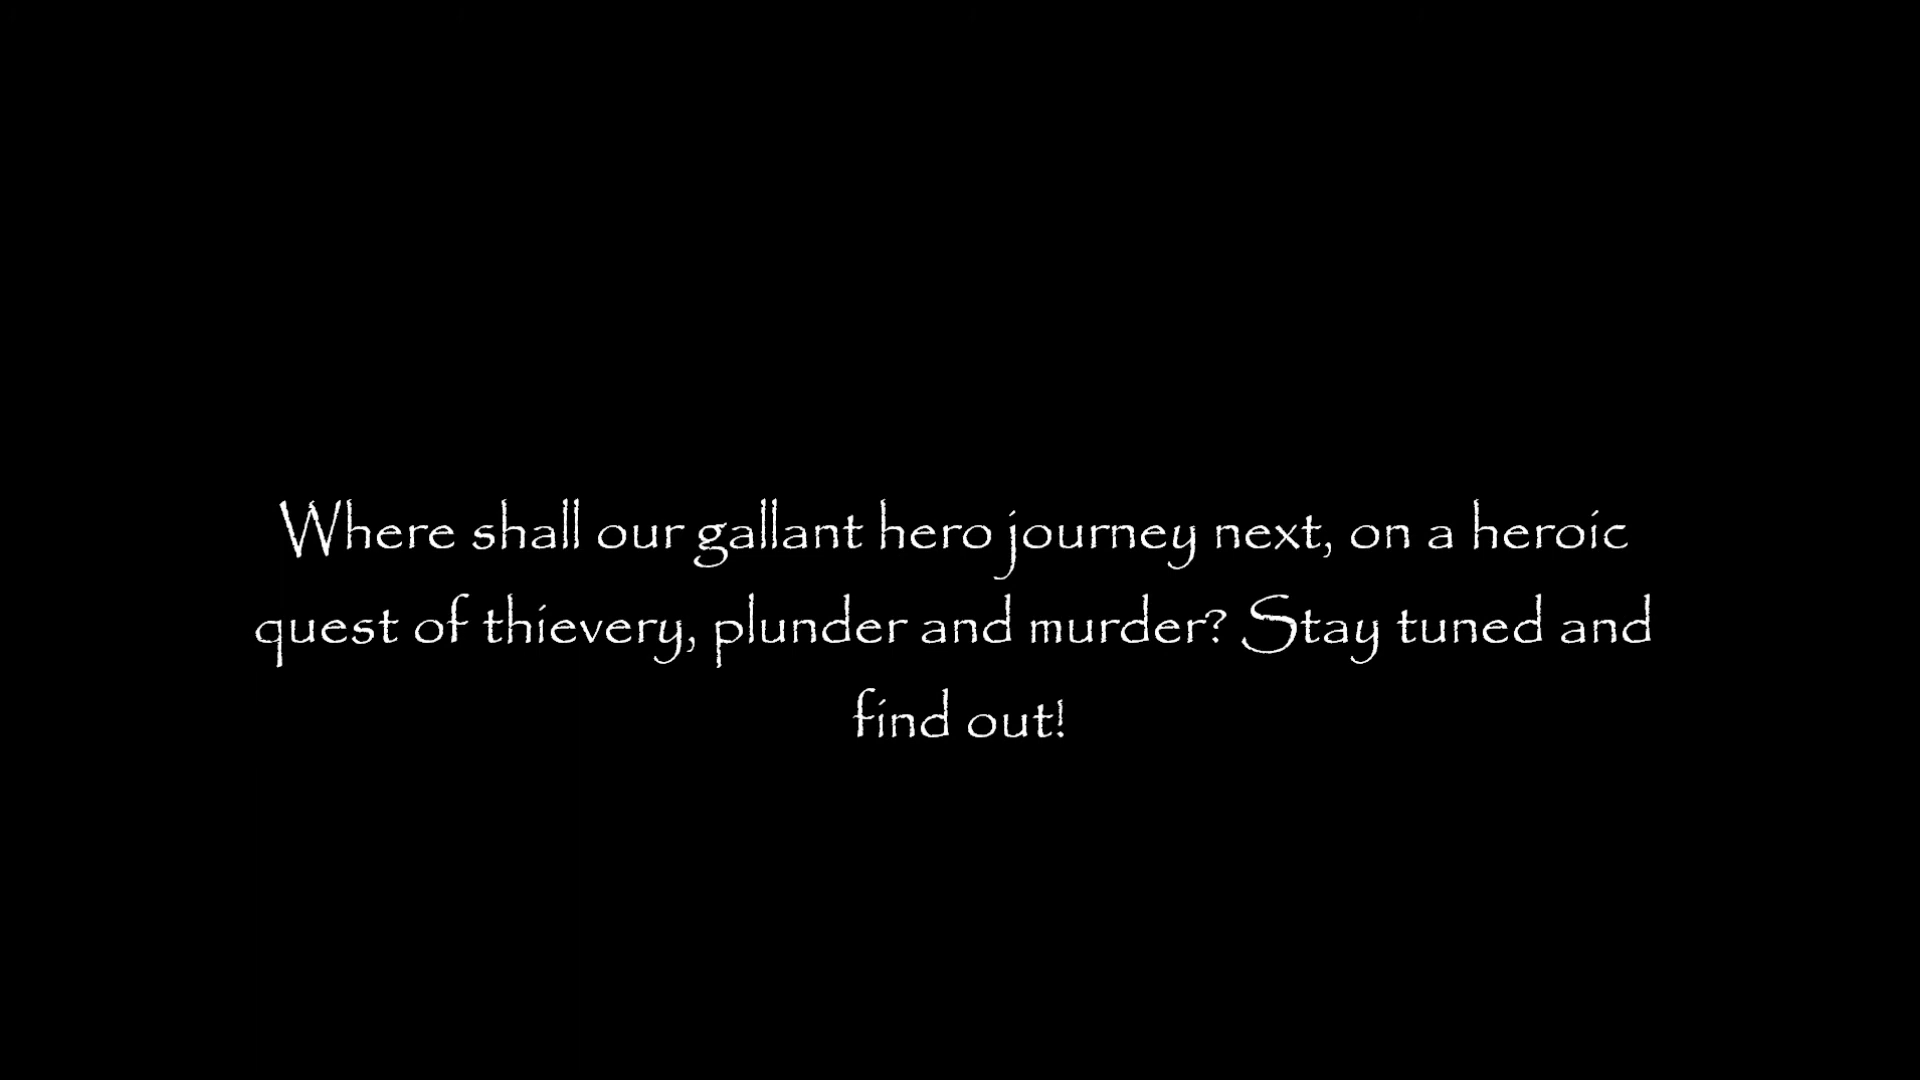 Where shall our gallant hero journey next, on a heroic
quest of thievery, plunder and murder? Stay tuned and
find out!